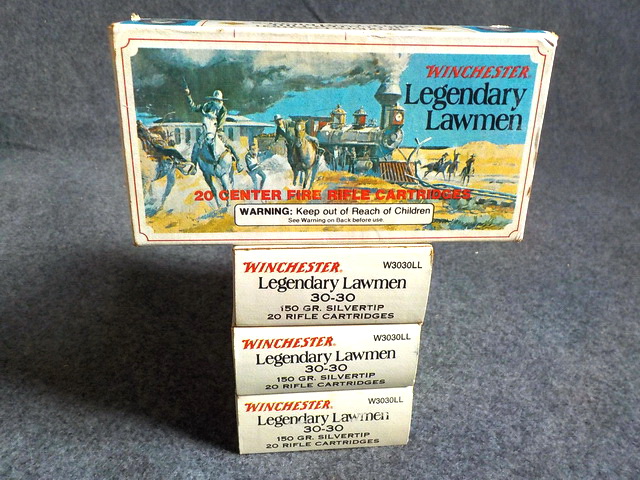 WINCHESTER
Legendary
Lawmen
20 CENTER FIRE RIFLE CARTRIDGES
WARNING: Keep out of Reach of Children
See Warning on Back before use.
WINCHESTER W3030LL
Legendary Lawmen
30-30
150 GR. SILVERTIP
20 RIFLE CARTRIDGES
WINCHESTER W3030LL
Legendary Lawmen
30-30
150 GR. SILVERTIP
20 RIFLE CARTRIDGES
WINCHESTER W3030LL
Legendary Lawmen
30-30
150 GR. SILVERTIP
20 RIFLE CARTRIDGES